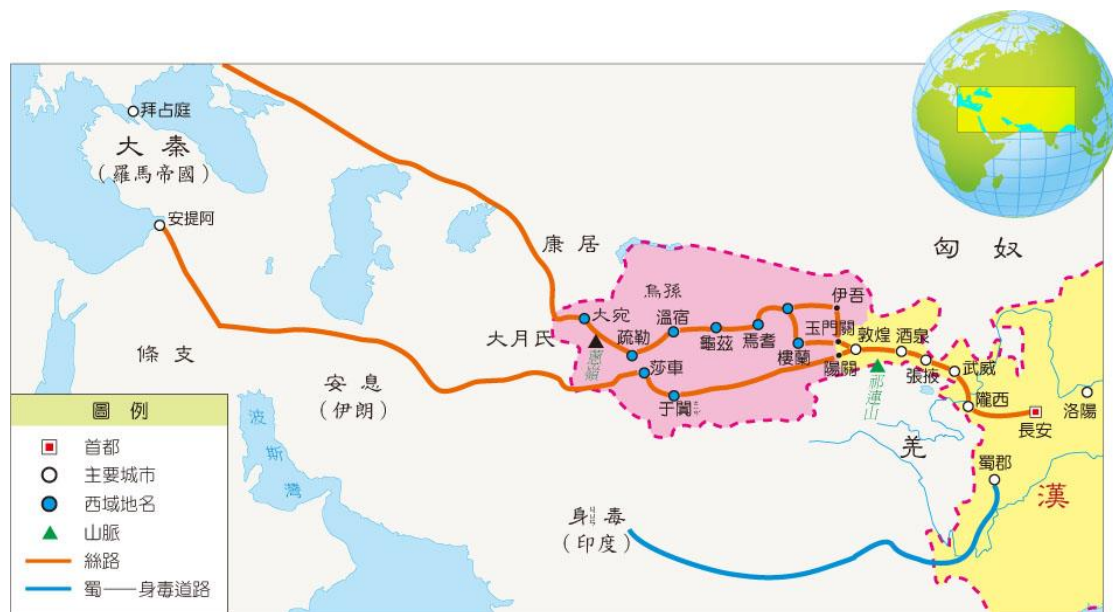 拜占庭
大秦
(羅馬帝國)
安提阿
康居
匈奴
烏孫
伊吾
大宛
溫宿
玉門關
大月氏
疏勒
龜茲
焉耆
樓蘭
敦煌
酒泉
蔥嶺
莎車
陽關
張掖
武威
條支
安息
(伊朗)
于闐
祁連山
隴西
洛陽
長安
羌
蜀郡
漢
波斯灣
身毒
(印度)
圖例
首都
主要城市
西域地名
山脈
絲路
蜀——身毒道路